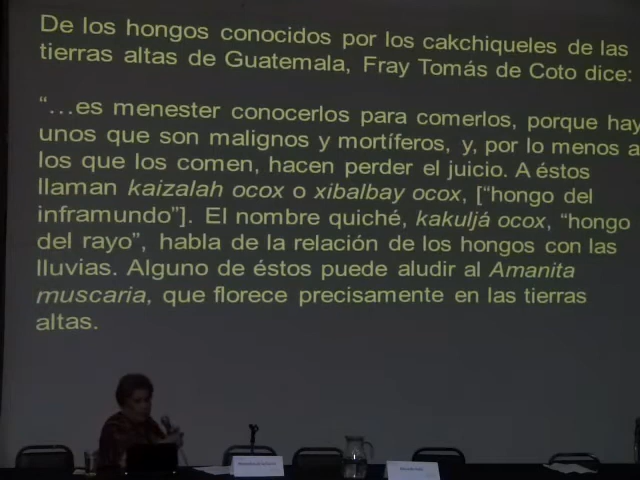 De los hongos conocidos por los cakchiqueles de las
tierras altas de Guatemala, Fray Tomás de Coto dice:
“…es menester conocerlos para comerlos, porque hay
unos que son malignos y mortíferos, y, por lo menos a
los que los comen, hacen perder el juicio. A éstos
llaman kaizalah ocox o xibalbay ocox, [“hongo del
inframundo”]. El nombre quiché, kakuljá ocox, “hongo
del rayo”, habla de la relación de los hongos con las
lluvias. Alguno de éstos puede aludir al Amanita
muscaria, que florece precisamente en las tierras
altas.